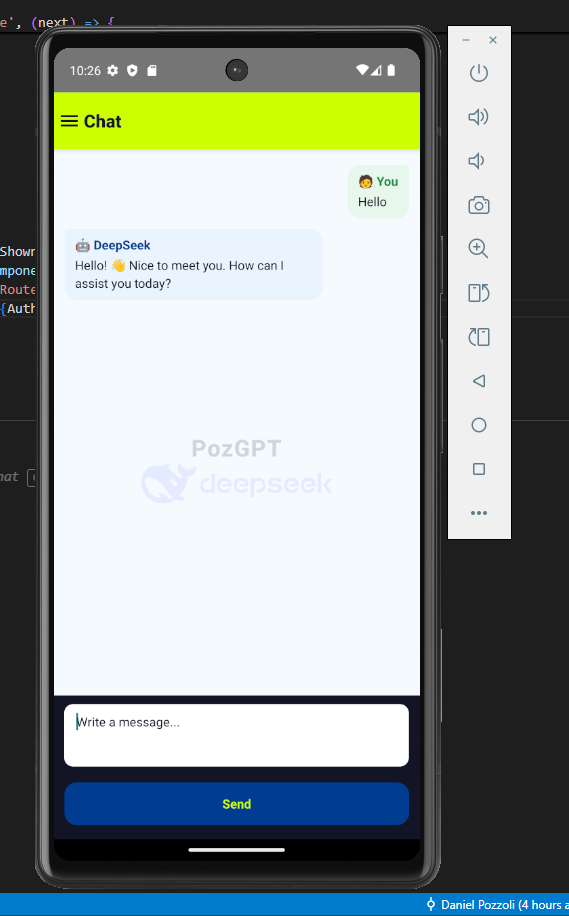 e', (next) => {
10:26
Chat
You
Hello
DeepSeek
Hello! 👋 Nice to meet you. How can I
assist you today?
Shown
mpone
Route
{Auth
hat
PozGPT
deepseek
Write a message...
Send
Daniel Pozzoli (4 hours a